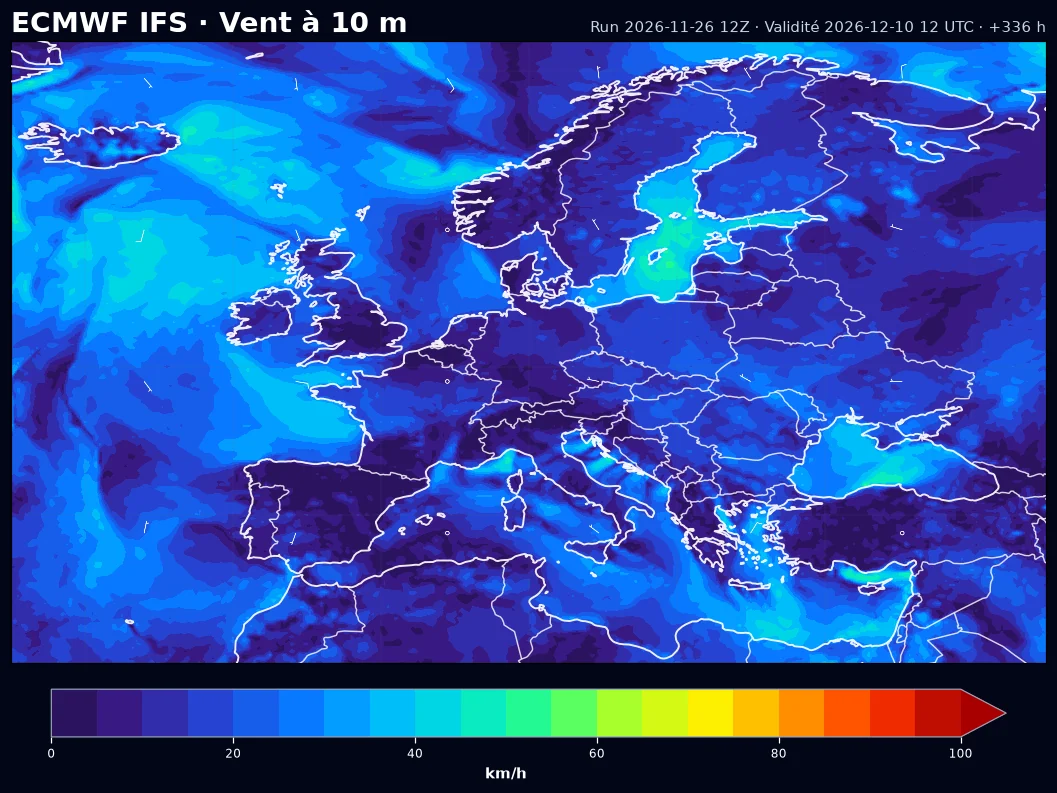 ECMWF IFS · Vent à 10 m
Run 2026-11-26 12Z · Validité 2026-12-10 12 UTC · +336 h
0 20 40 60 80 100
km/h